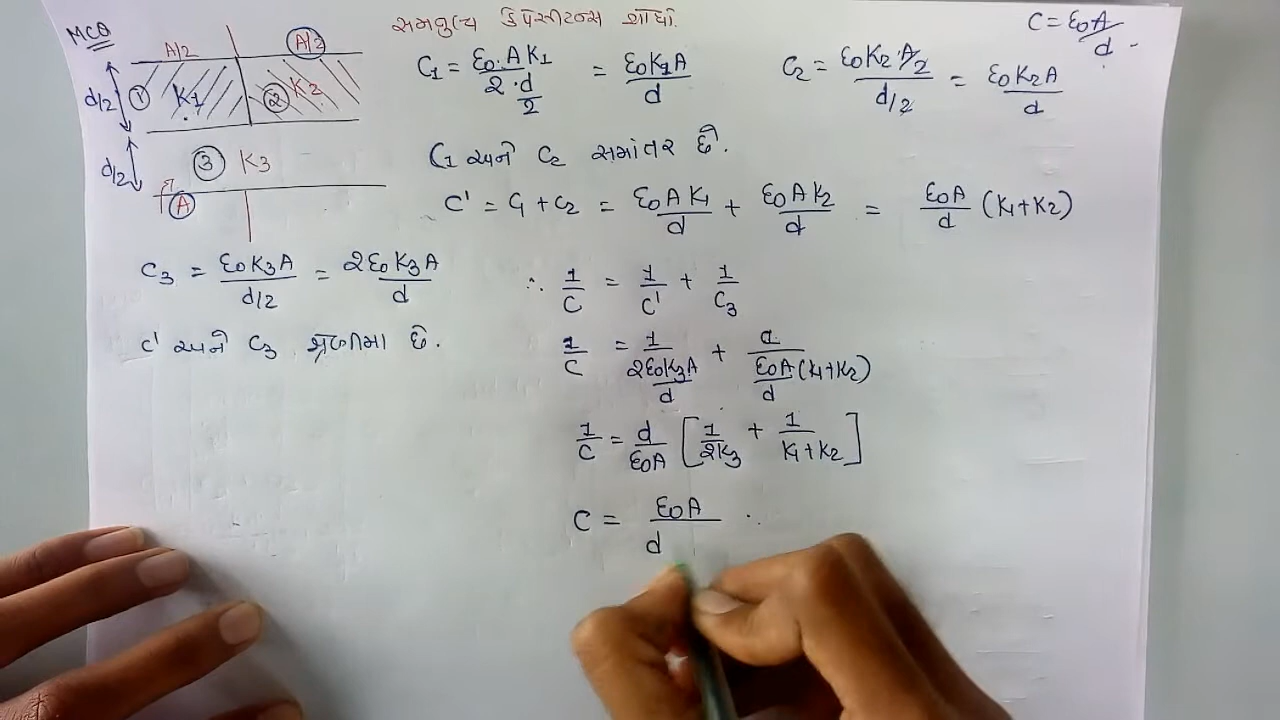 MCQ
સમતુલ્ય કેપેસીટન્સ શોધો.
C = ε₀A/d
A/2 A/2
d/2 ① K1 ② K2
d/2 ③ K3
A
C₁ = ε₀·A K₁/(2·d/2) = ε₀K₁A/d
C₂ = ε₀K₂·A/2/(d/2) = ε₀K₂A/d
C₁ અને C₂ સમાંતર છે.
C' = C₁ + C₂ = ε₀AK₁/d + ε₀AK₂/d = ε₀A/d (K₁+K₂)
C₃ = ε₀K₃A/(d/2) = 2ε₀K₃A/d
C' અને C₃ શ્રેણીમાં છે.
∴ 1/C = 1/C' + 1/C₃
1/C = 1/(2ε₀K₃A/d) + 1/(ε₀A/d (K₁+K₂))
1/C = d/ε₀A [1/2K₃ + 1/(K₁+K₂)]
C = ε₀A/d